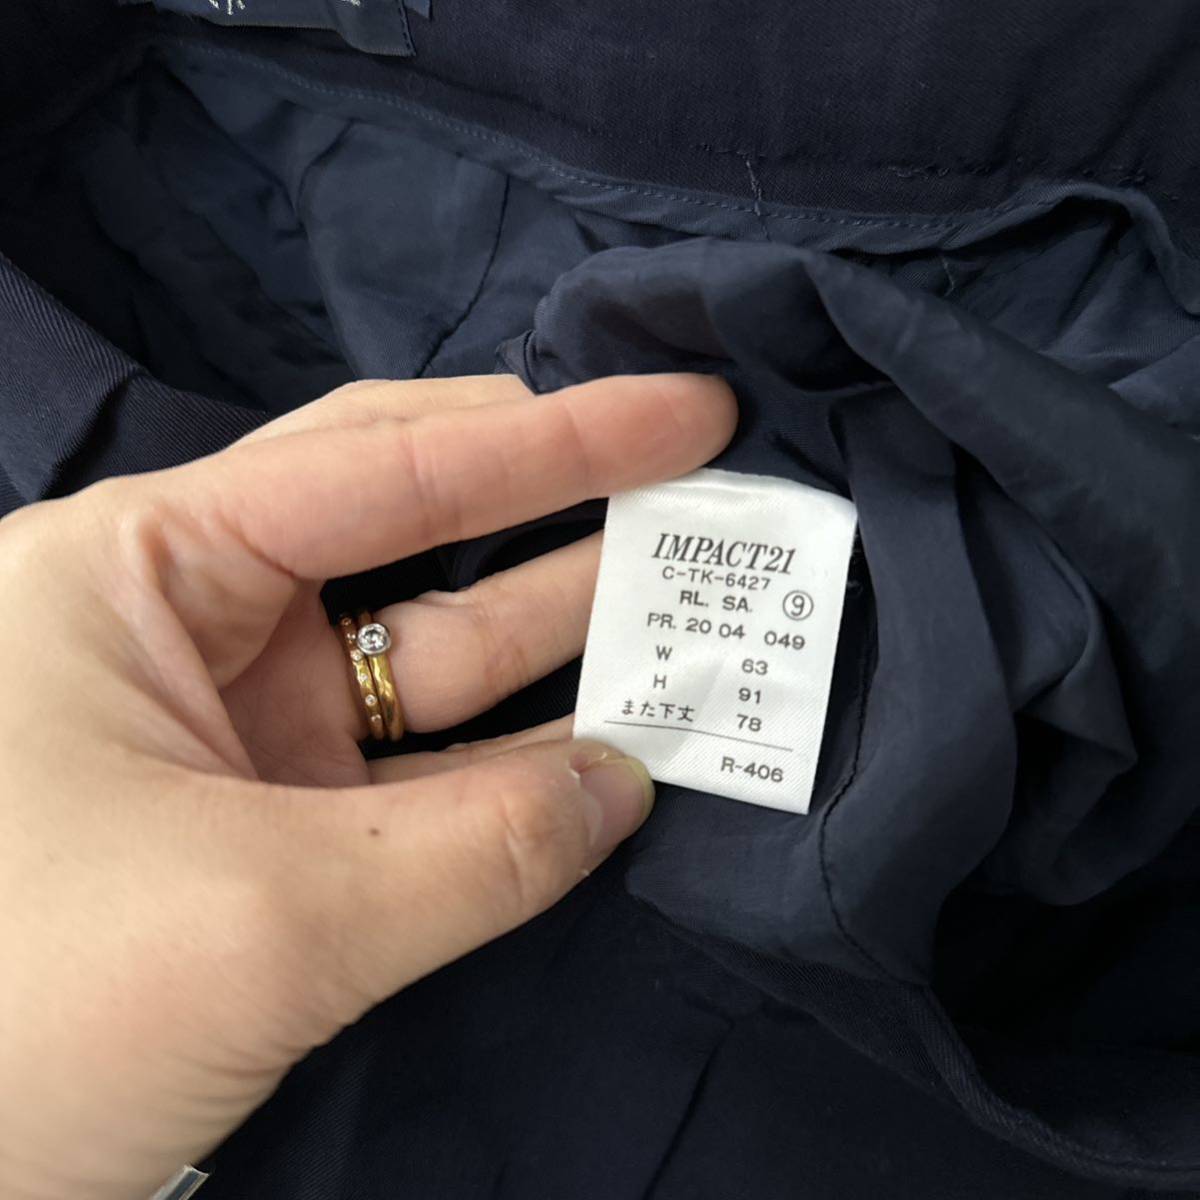 IMPACT21
C-TK-6427
RL. SA. ⑨
PR. 20 04 049
W 63
H 91
また下丈 78
R-406